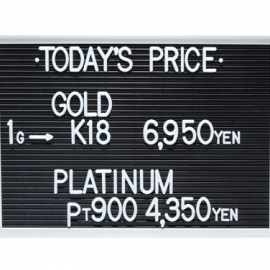 ·TODAY'S PRICE·
GOLD
1G→ K18 6,950YEN
PLATINUM
PT900 4,350YEN